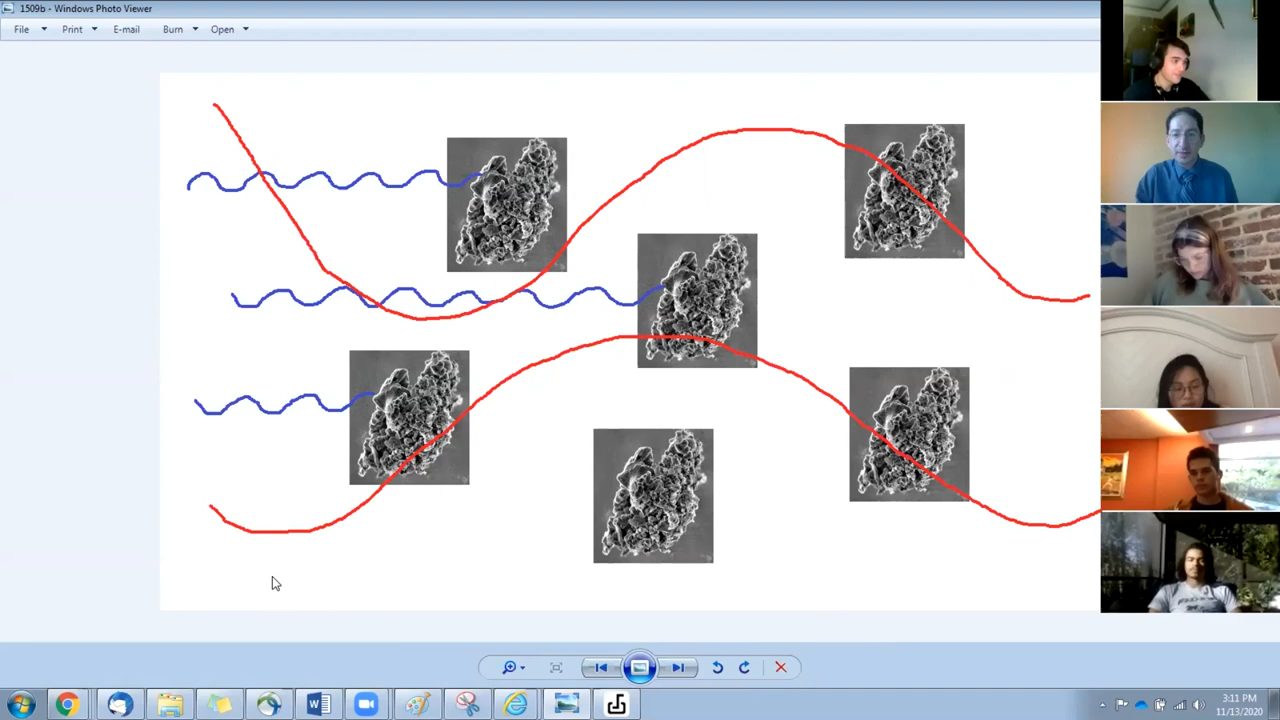 1509b - Windows Photo Viewer
File Print E-mail Burn Open
3:11 PM
11/13/2020